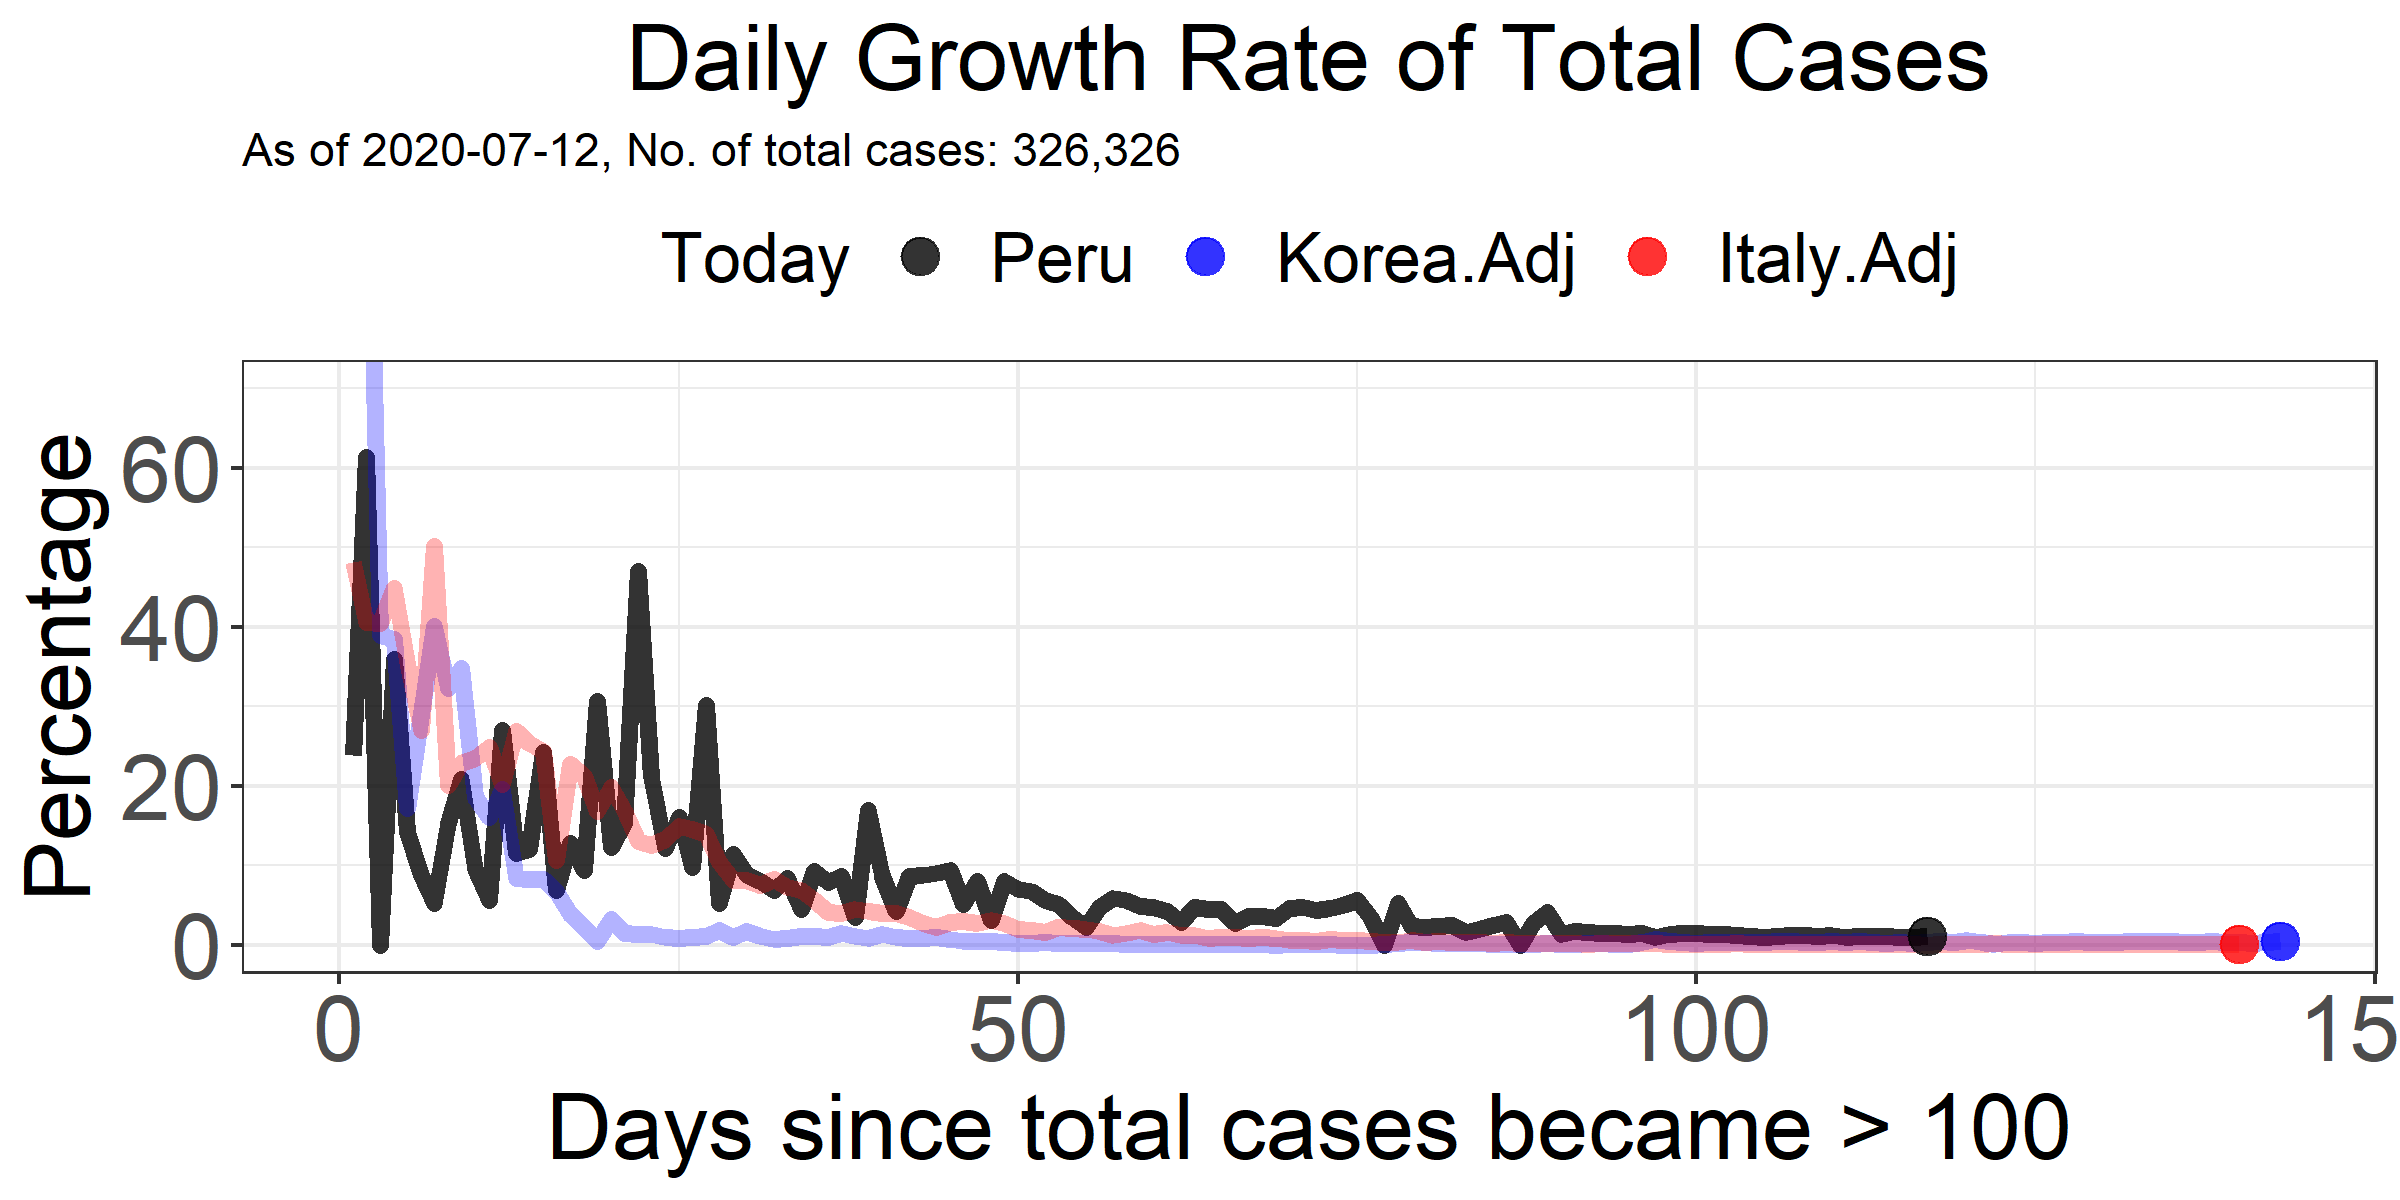 Daily Growth Rate of Total Cases
As of 2020-07-12, No. of total cases: 326,326
Today Peru Korea.Adj Italy.Adj
Percentage
60
40
20
0
0 50 100 15
Days since total cases became > 100